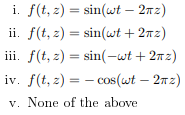 i. f(t, z) = sin(ωt − 2πz)
ii. f(t, z) = sin(ωt + 2πz)
iii. f(t, z) = sin(−ωt + 2πz)
iv. f(t, z) = − cos(ωt − 2πz)
v. None of the above